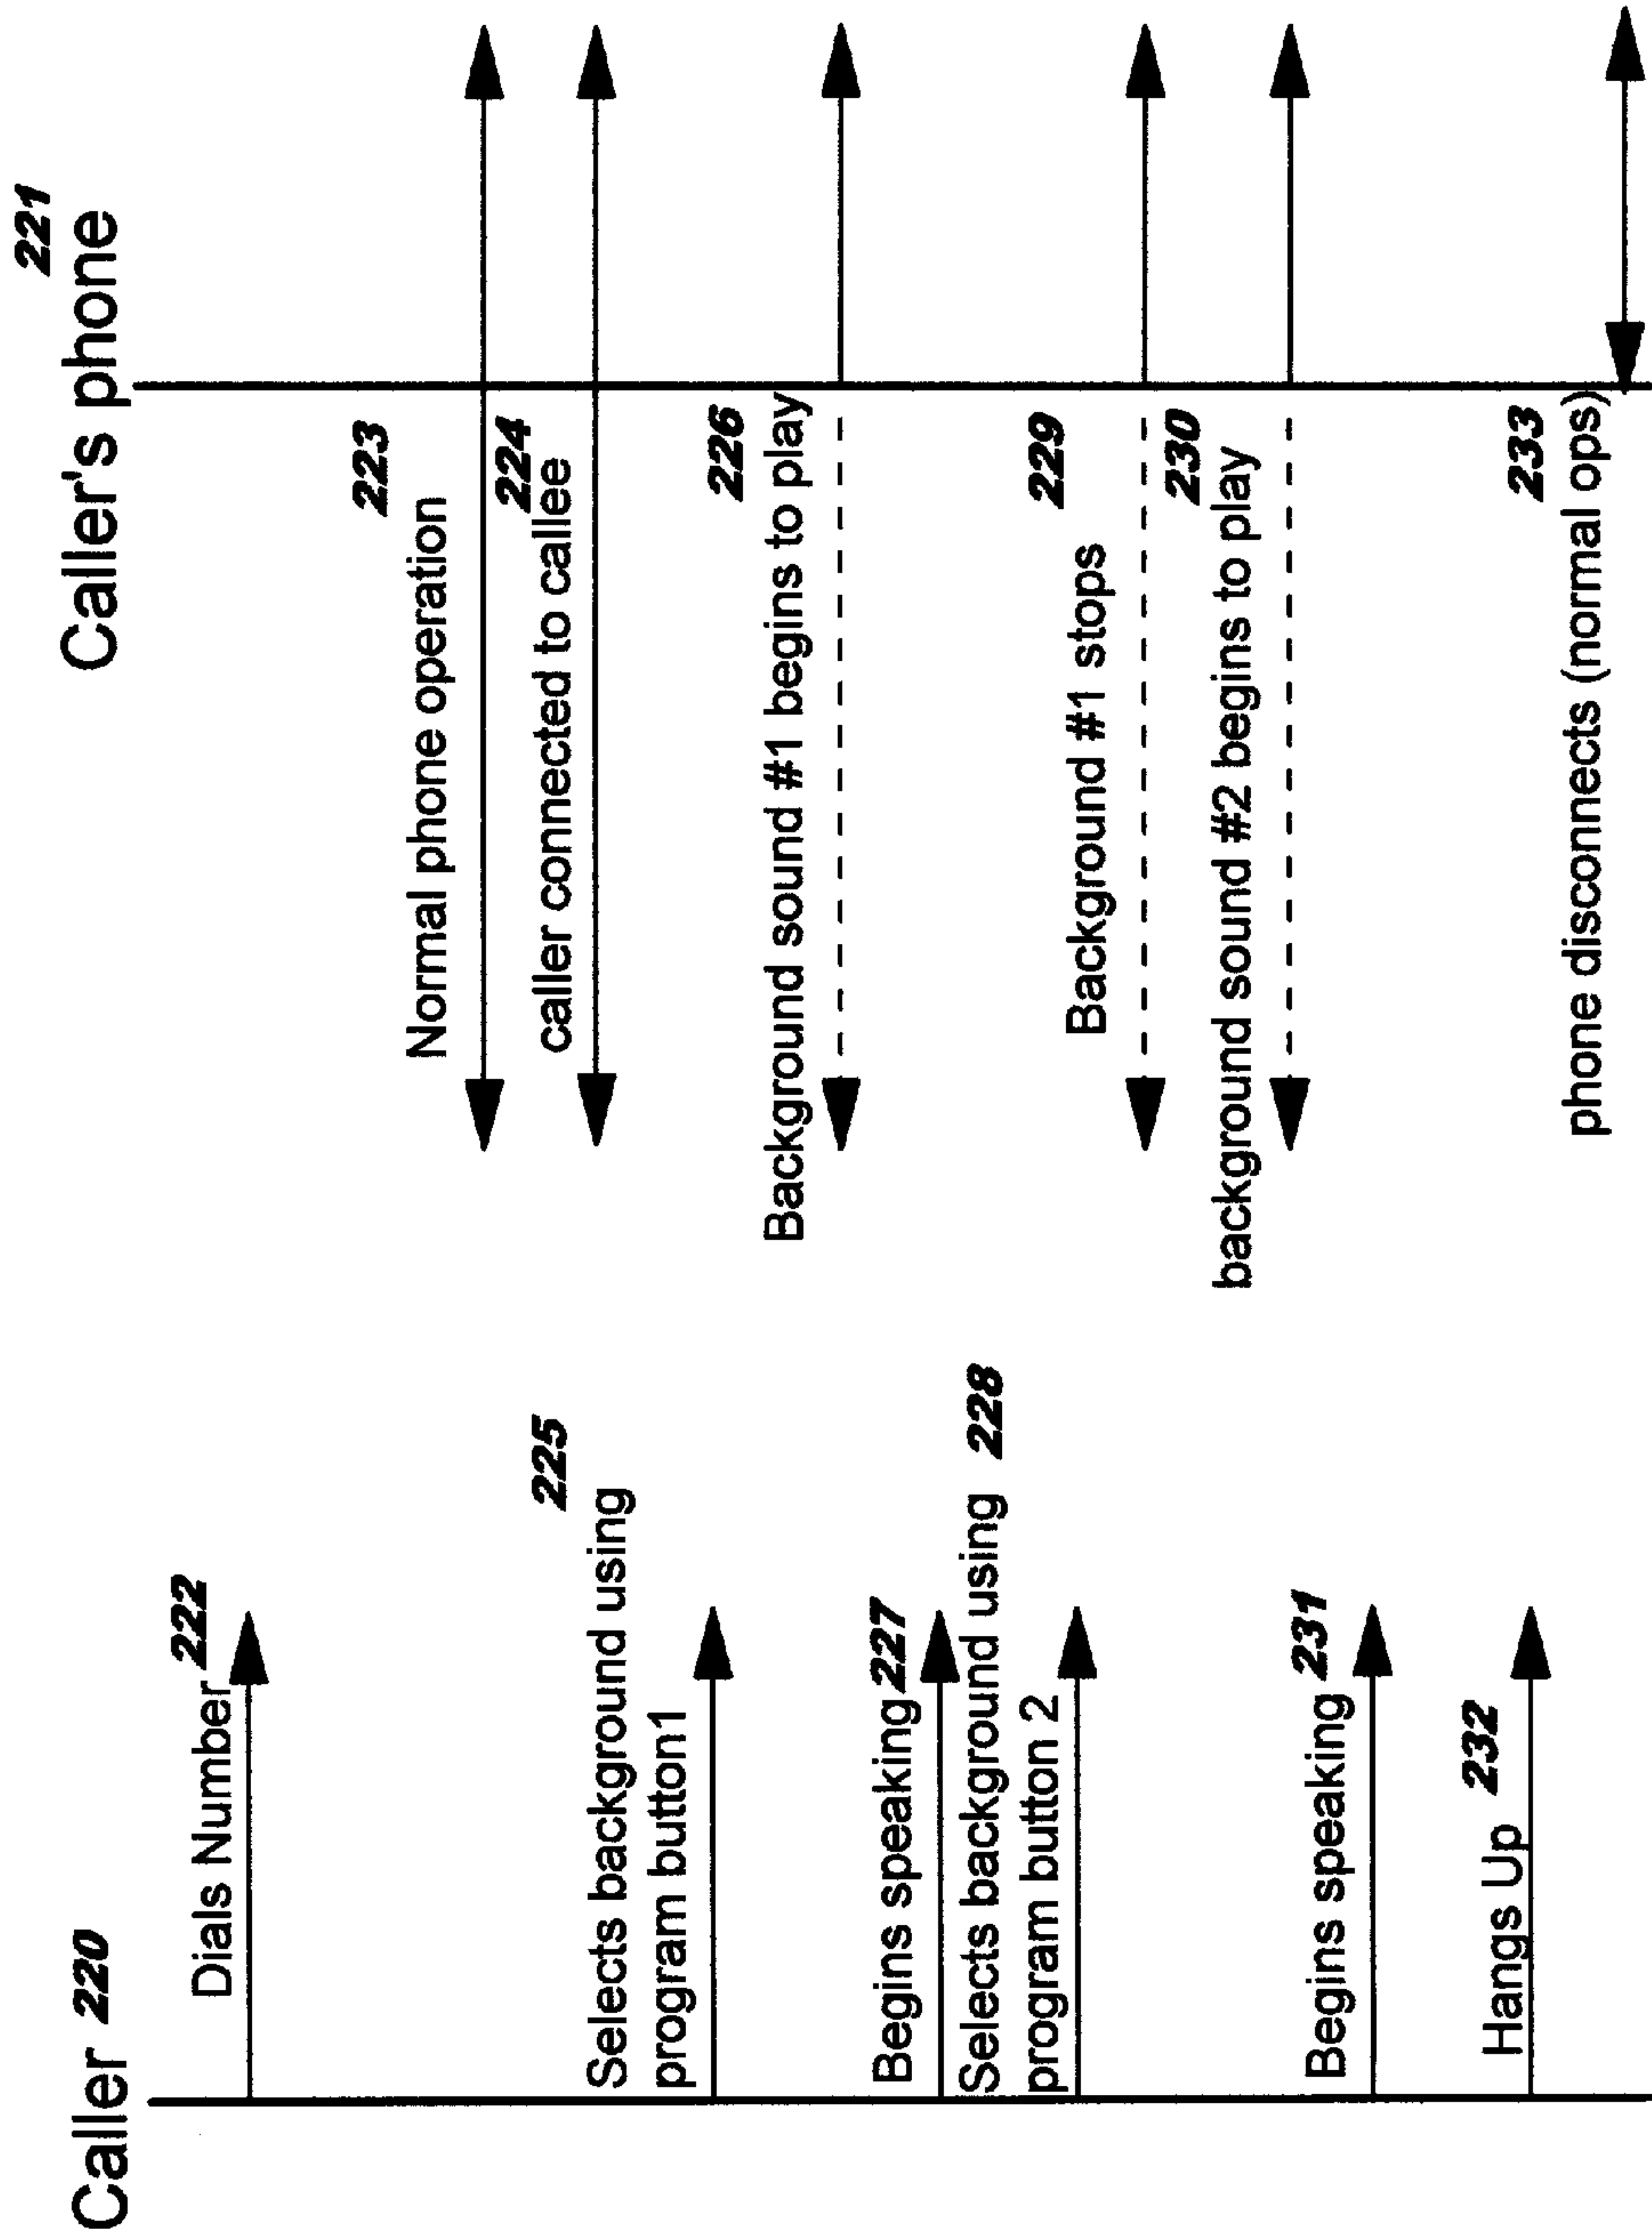 Caller 220
Caller's phone 221
Dials Number 222
Normal phone operation 223
caller connected to callee 224
Selects background using 225
program button1
Background sound #1 begins to play 226
Begins speaking 227
Selects background using 228
program button 2
Background #1 stops 229
background sound #2 begins to play 230
Begins speaking 231
Hangs Up 232
phone disconnects (normal ops) 233